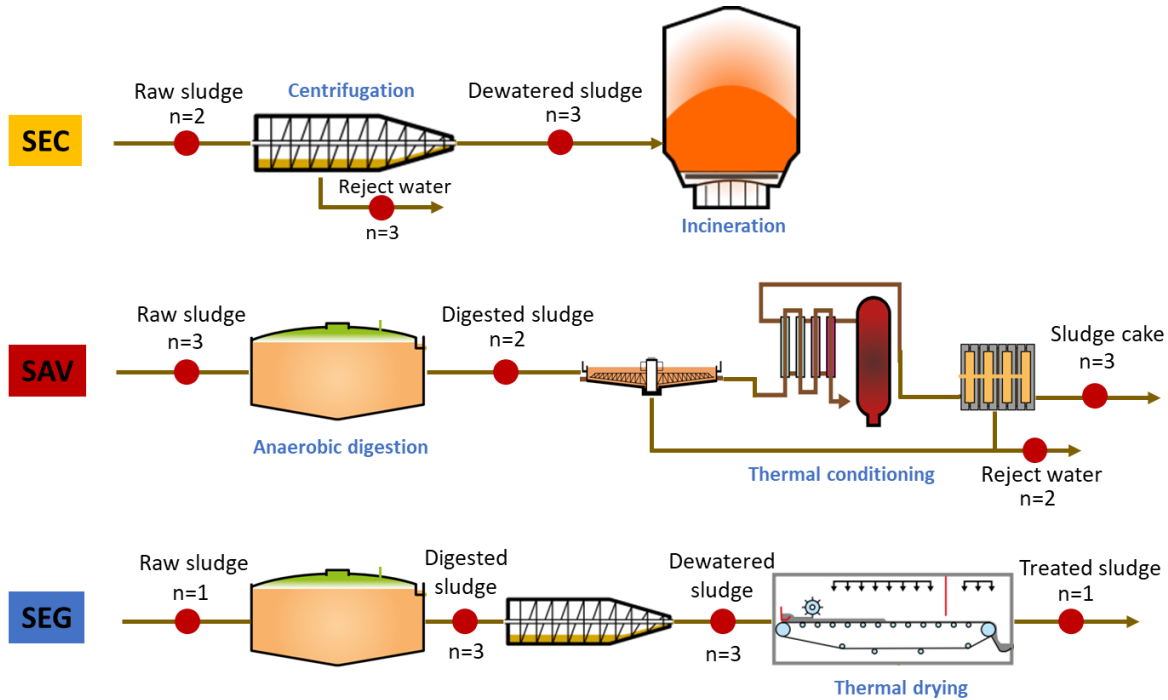 Raw sludge
n=2
Centrifugation
Dewatered sludge
n=3
SEC
Reject water
n=3
Incineration
Raw sludge
n=3
Digested sludge
n=2
Sludge cake
n=3
SAV
Anaerobic digestion
Thermal conditioning
Reject water
n=2
Raw sludge
n=1
Digested
sludge
n=3
Dewatered
sludge
n=3
Treated sludge
n=1
SEG
Thermal drying